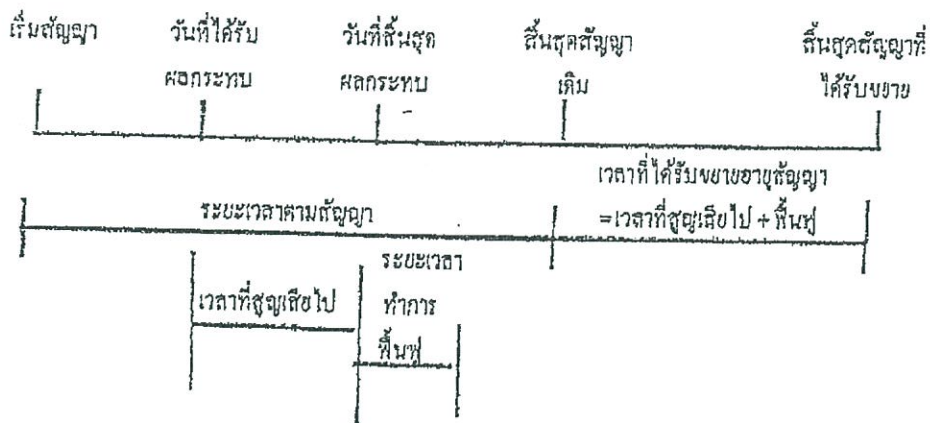 เริ่มสัญญา วันที่ได้รับ วันที่สิ้นสุด สิ้นสุดสัญญา สิ้นสุดสัญญาที่
ผลกระทบ ผลกระทบ เดิม ได้รับขยาย
เวลาที่ได้รับขยายอายุสัญญา
ระยะเวลาตามสัญญา =เวลาที่สูญเสียไป + ฟื้นฟู
ระยะเวลา
เวลาที่สูญเสียไป ทำการ
ฟื้นฟู